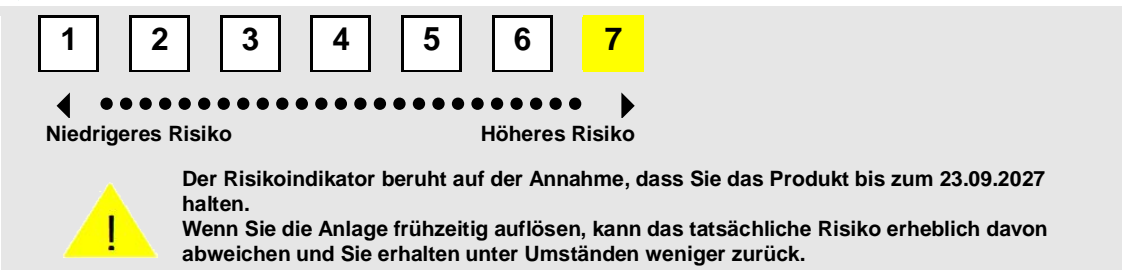 1 2 3 4 5 6 7
Niedrigeres Risiko Höheres Risiko
Der Risikoindikator beruht auf der Annahme, dass Sie das Produkt bis zum 23.09.2027
halten.
Wenn Sie die Anlage frühzeitig auflösen, kann das tatsächliche Risiko erheblich davon
abweichen und Sie erhalten unter Umständen weniger zurück.
!